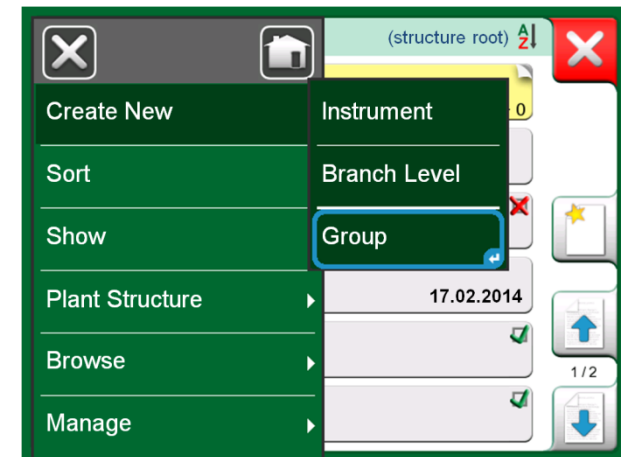 (structure root) A Z
Create New
Instrument
0
Sort
Branch Level
Show
Group
Plant Structure
17.02.2014
Browse
1 / 2
Manage